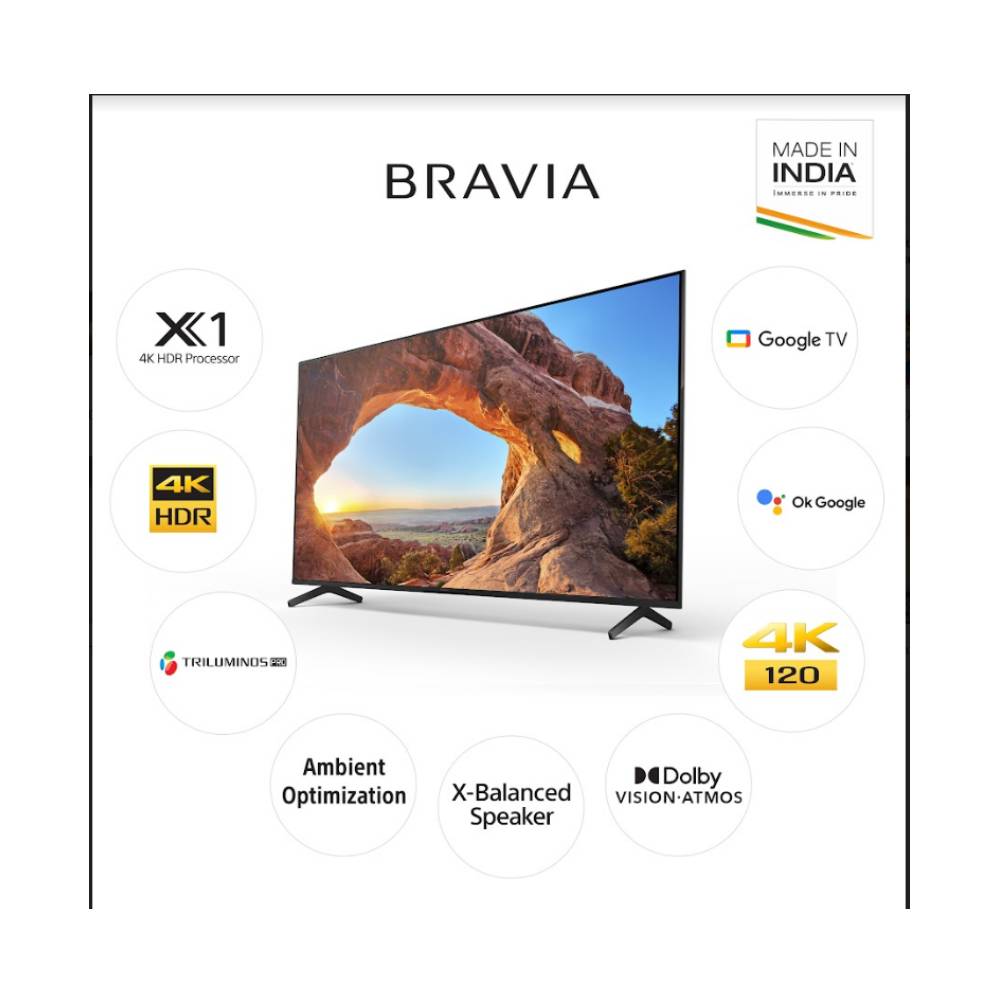 BRAVIA
MADE IN
INDIA
IMMERSE IN PRIDE
X1
4K HDR Processor
Google TV
4K
HDR
Ok Google
TRILUMINOS PRO
4K
120
Ambient
Optimization
X-Balanced
Speaker
Dolby
VISION·ATMOS